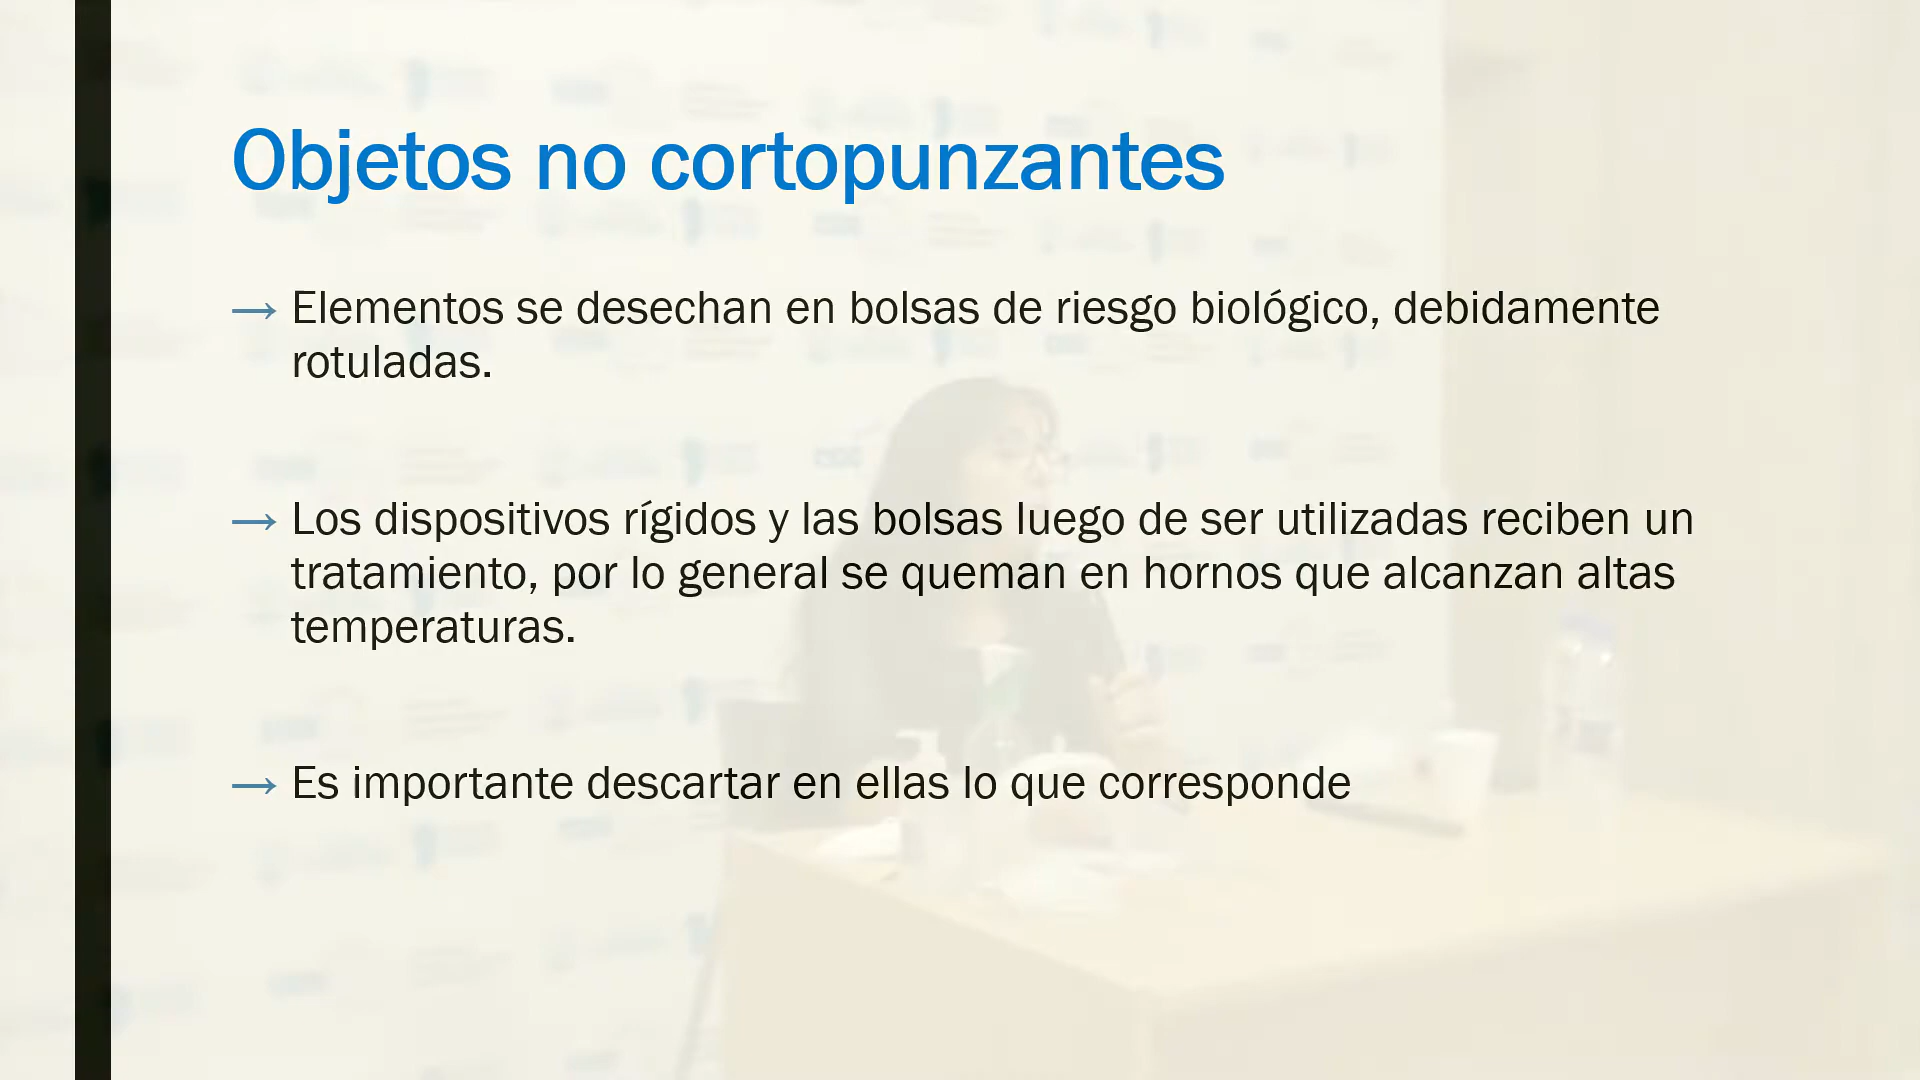 Objetos no cortopunzantes
→ Elementos se desechan en bolsas de riesgo biológico, debidamente
rotuladas.
→ Los dispositivos rígidos y las bolsas luego de ser utilizadas reciben un
tratamiento, por lo general se queman en hornos que alcanzan altas
temperaturas.
→ Es importante descartar en ellas lo que corresponde